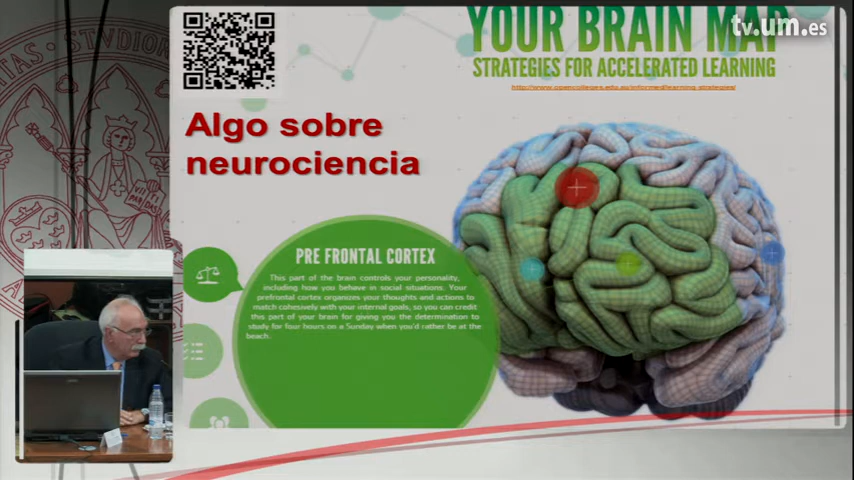 YOUR BRAIN MAP
tv.um.es
STRATEGIES FOR ACCELERATED LEARNING
Algo sobre
neurociencia
PRE FRONTAL CORTEX
This part of the brain controls your personality,
including how you behave in social situations. Your
prefrontal cortex organizes your thoughts and actions to
match cohesively with your internal goals, so you can credit
this part of your brain for giving you the determination to
study for four hours on a Sunday when you'd rather be at the
beach.